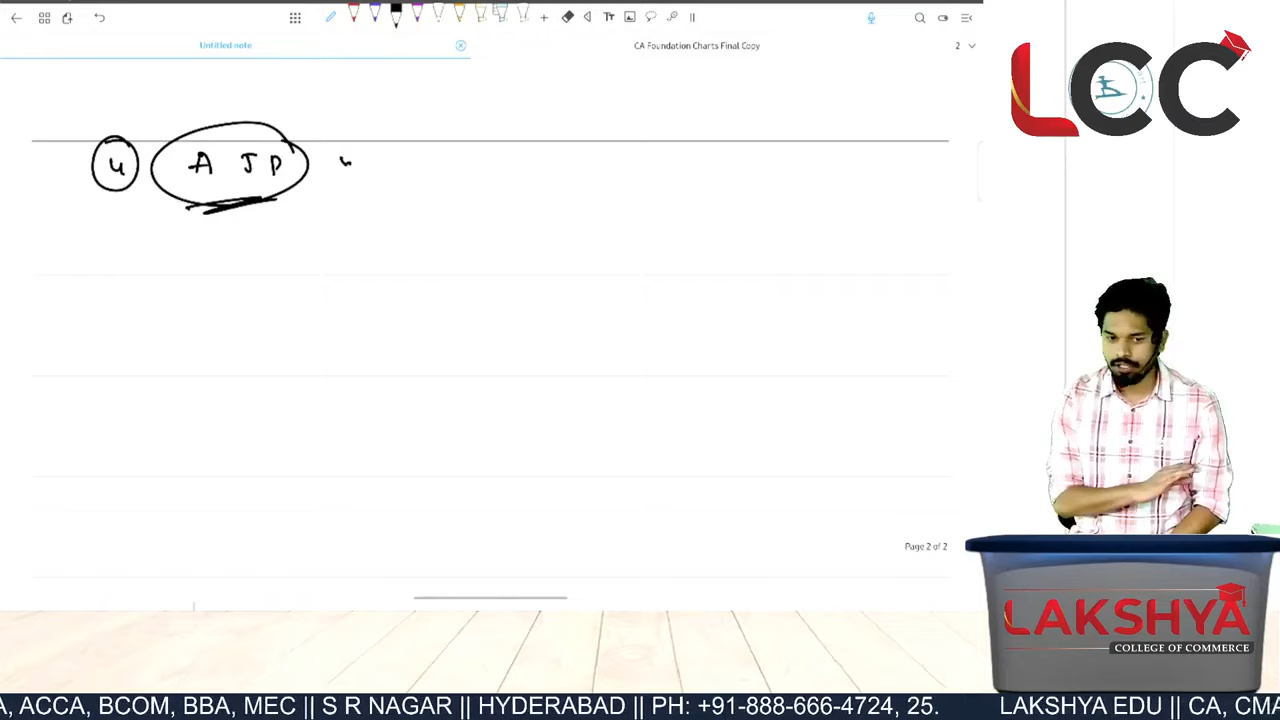 Untitled note
CA Foundation Charts Final Copy
2
Tт
LCC
4 A J P
Page 2 of 2
LAKSHYA
COLLEGE OF COMMERCE
A, ACCA, BCOM, BBA, MEC || S R NAGAR || HYDERABAD || PH: +91-888-666-4724, 25. LAKSHYA EDU || CA, CMA